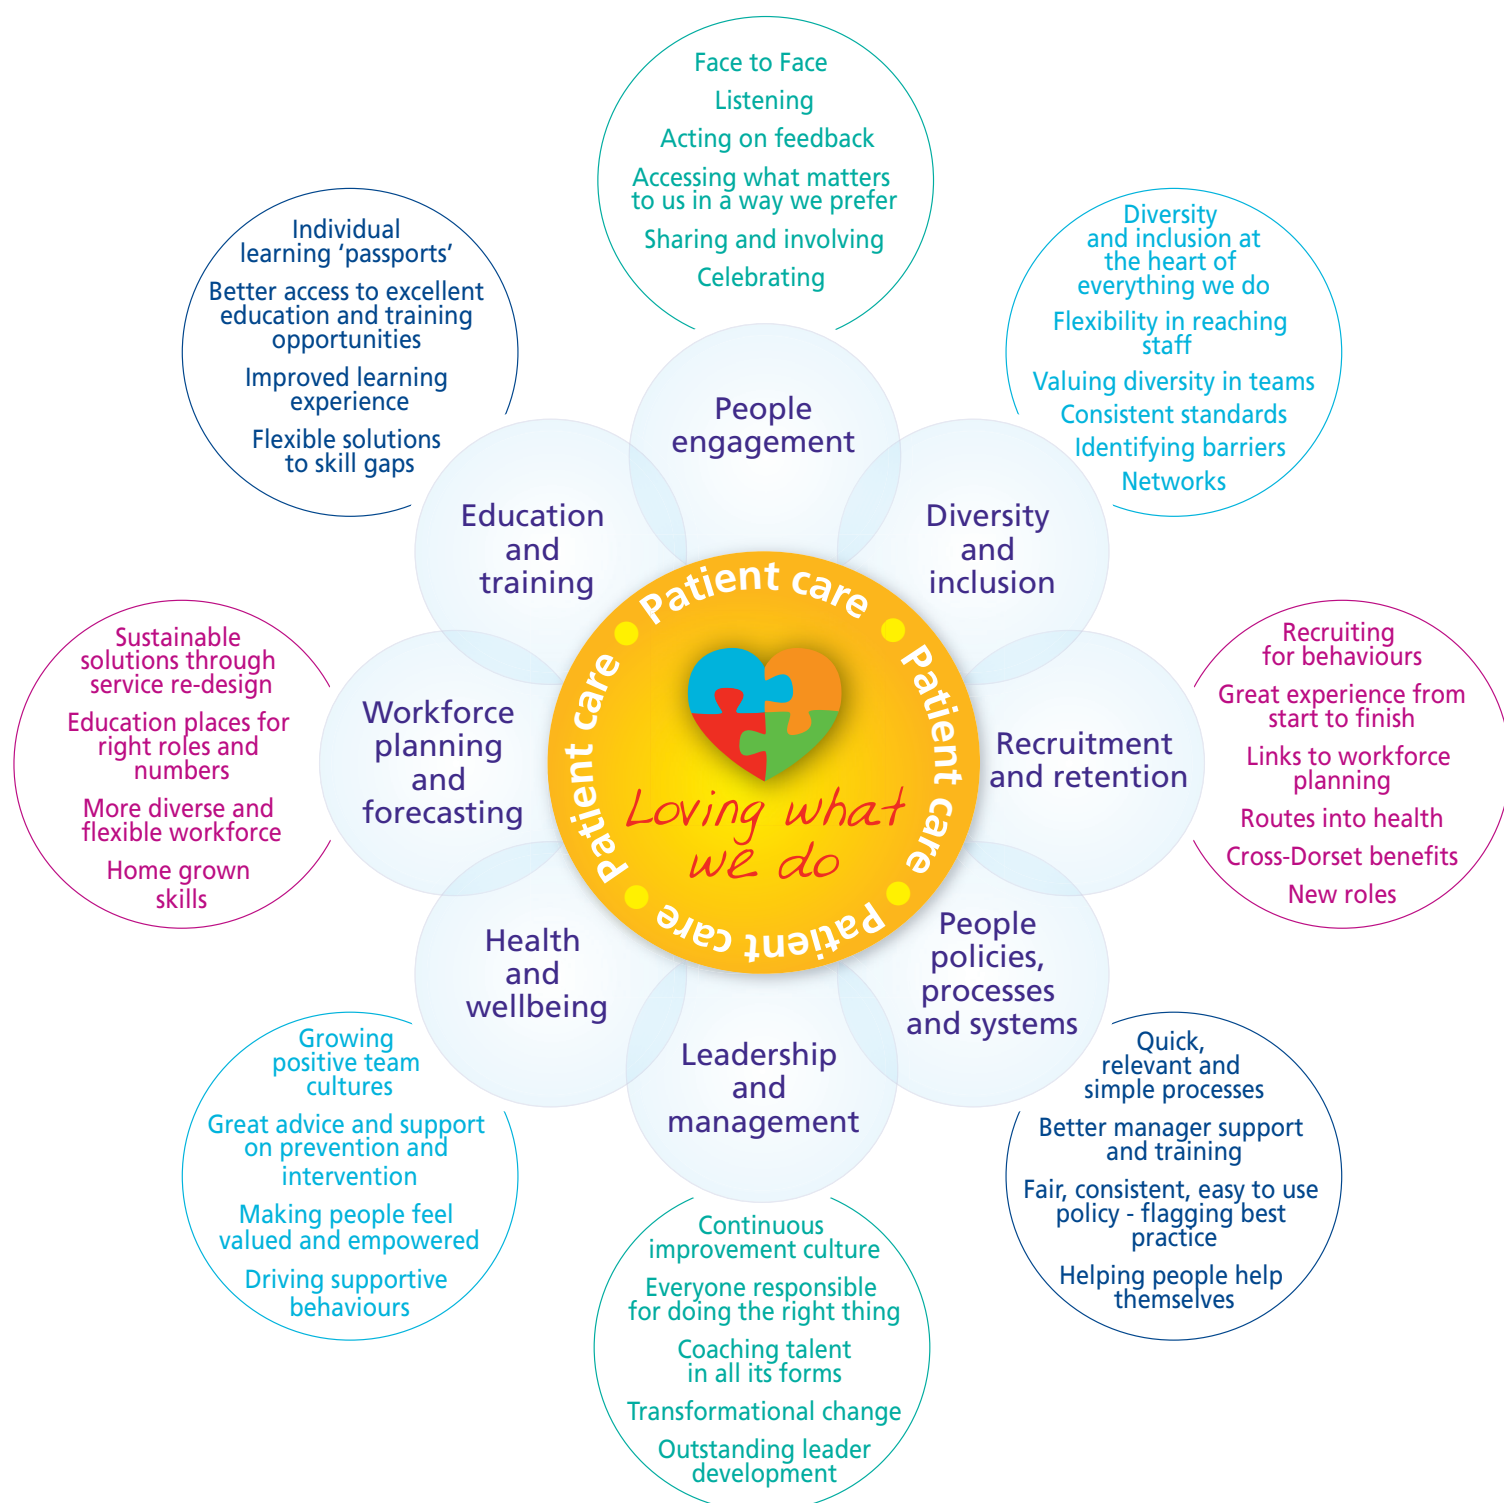 Face to Face
Listening
Acting on feedback
Accessing what matters
to us in a way we prefer
Sharing and involving
Celebrating
People
engagement
Diversity
and inclusion at
the heart of
everything we do
Flexibility in reaching
staff
Valuing diversity in teams
Consistent standards
Identifying barriers
Networks
Diversity
and
inclusion
Recruiting
for behaviours
Great experience from
start to finish
Links to workforce
planning
Routes into health
Cross-Dorset benefits
New roles
Recruitment
and retention
Quick,
relevant and
simple processes
Better manager support
and training
Fair, consistent, easy to use
policy - flagging best
practice
Helping people help
themselves
People
policies,
processes
and systems
Continuous
improvement culture
Everyone responsible
for doing the right thing
Coaching talent
in all its forms
Transformational change
Outstanding leader
development
Leadership
and
management
Growing
positive team
cultures
Great advice and support
on prevention and
intervention
Making people feel
valued and empowered
Driving supportive
behaviours
Health
and
wellbeing
Sustainable
solutions through
service re-design
Education places for
right roles and
numbers
More diverse and
flexible workforce
Home grown
skills
Workforce
planning
and
forecasting
Individual
learning ‘passports’
Better access to excellent
education and training
opportunities
Improved learning
experience
Flexible solutions
to skill gaps
Education
and
training
Patient care
Patient care
Patient care
Patient care
Loving what
we do